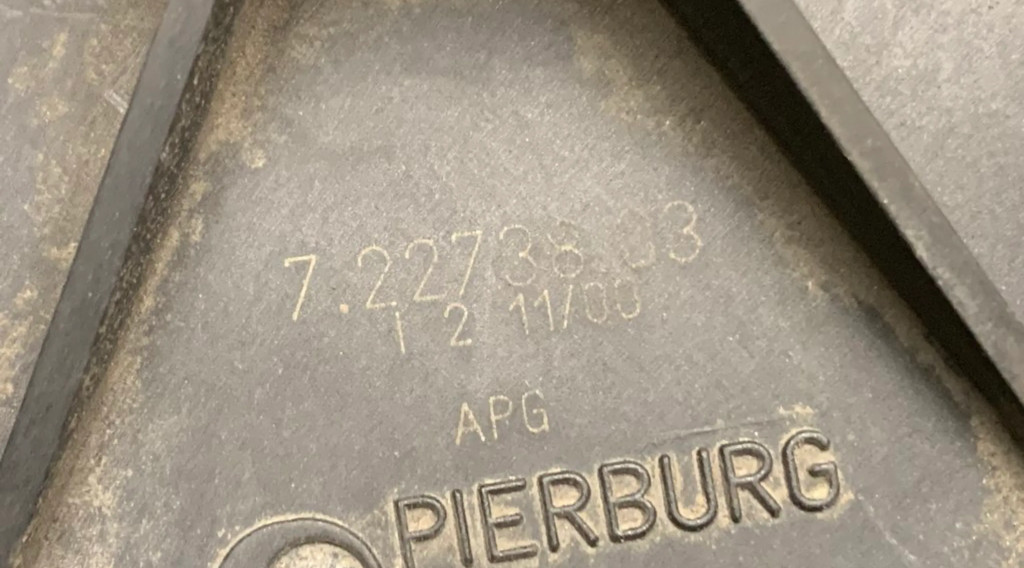 7.22738.03
1 2 11/00
APG
PIERBURG